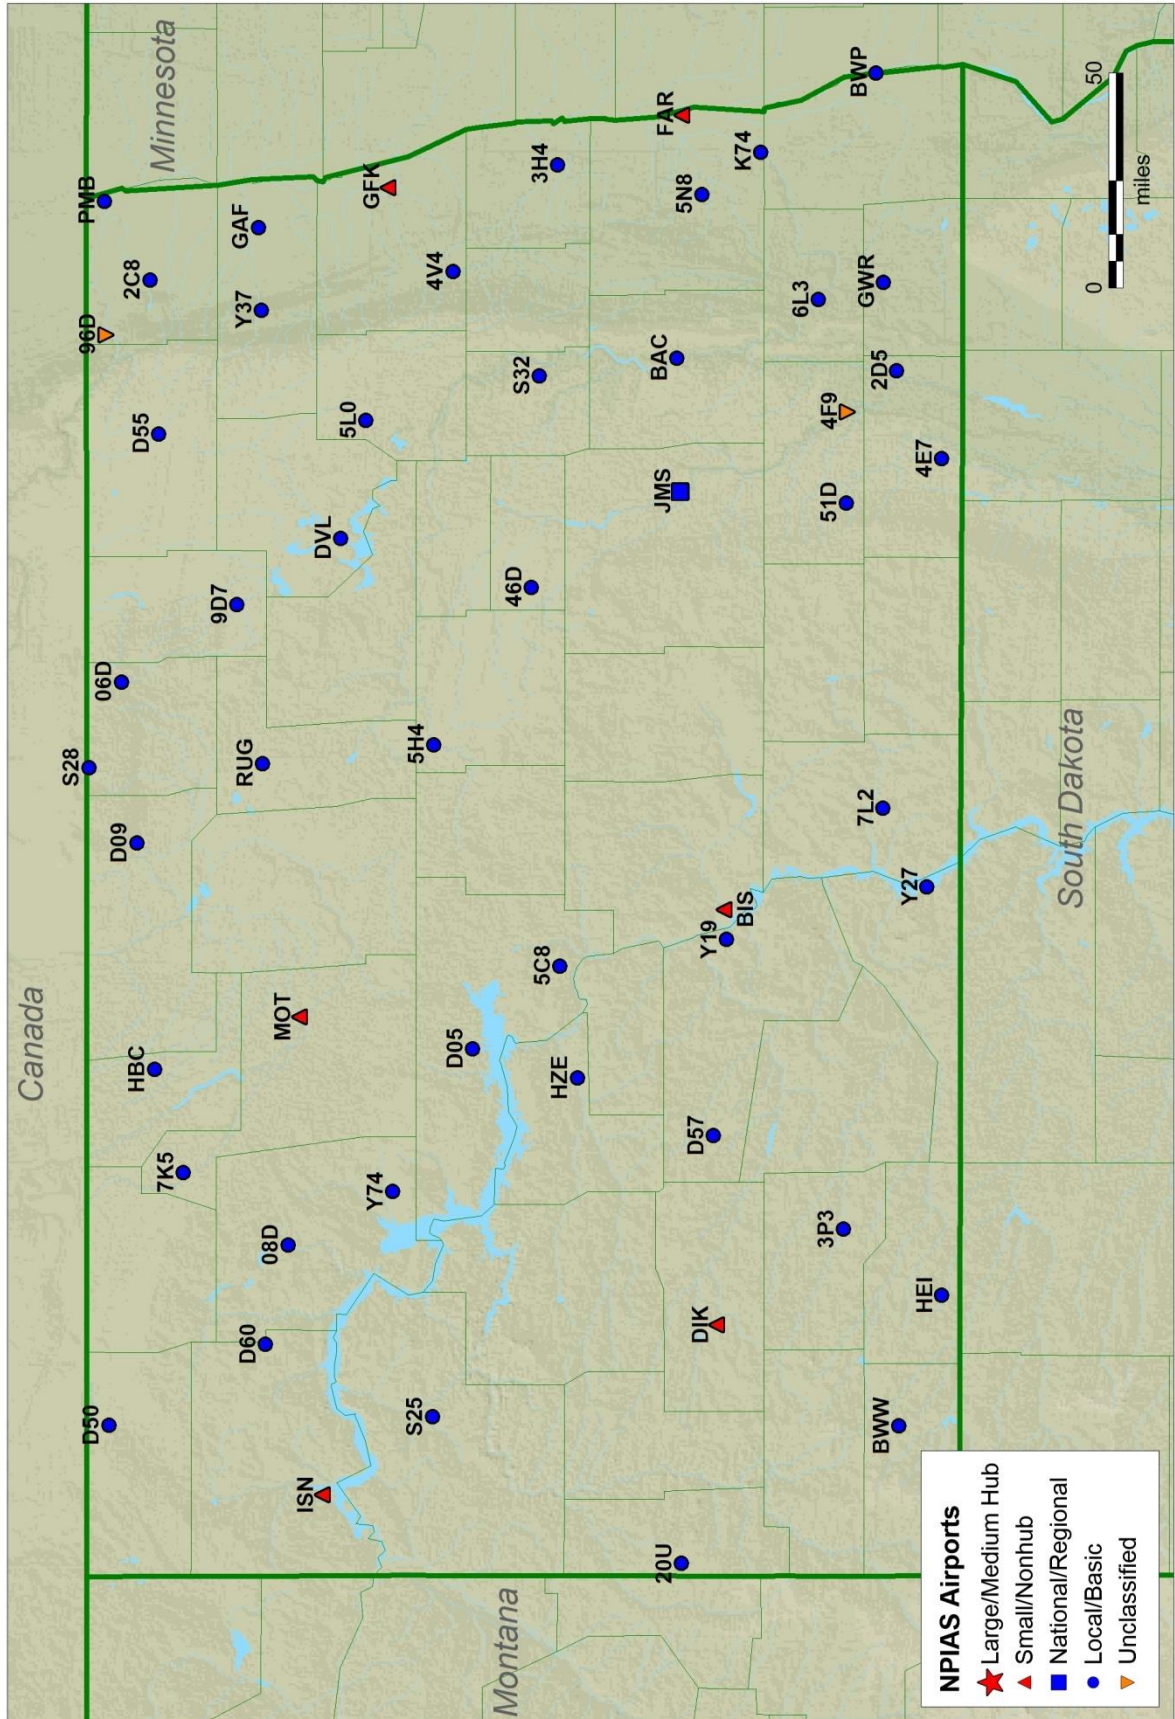 Canada
Minnesota
Montana
South Dakota
D50
7K5
HBC
D09
S28
06D
D55
96D
2C8
PMB
ISN
D60
08D
MOT
RUG
9D7
DVL
5L0
Y37
GAF
GFK
S25
Y74
D05
5H4
46D
S32
4V4
3H4
HZE
5C8
20U
DIK
D57
Y19
BIS
JMS
BAC
5N8
FAR
K74
BWW
HEI
3P3
Y27
7L2
51D
4E7
4F9
2D5
6L3
GWR
BWP
NPIAS Airports
Large/Medium Hub
Small/Nonhub
National/Regional
Local/Basic
Unclassified
0 50
miles